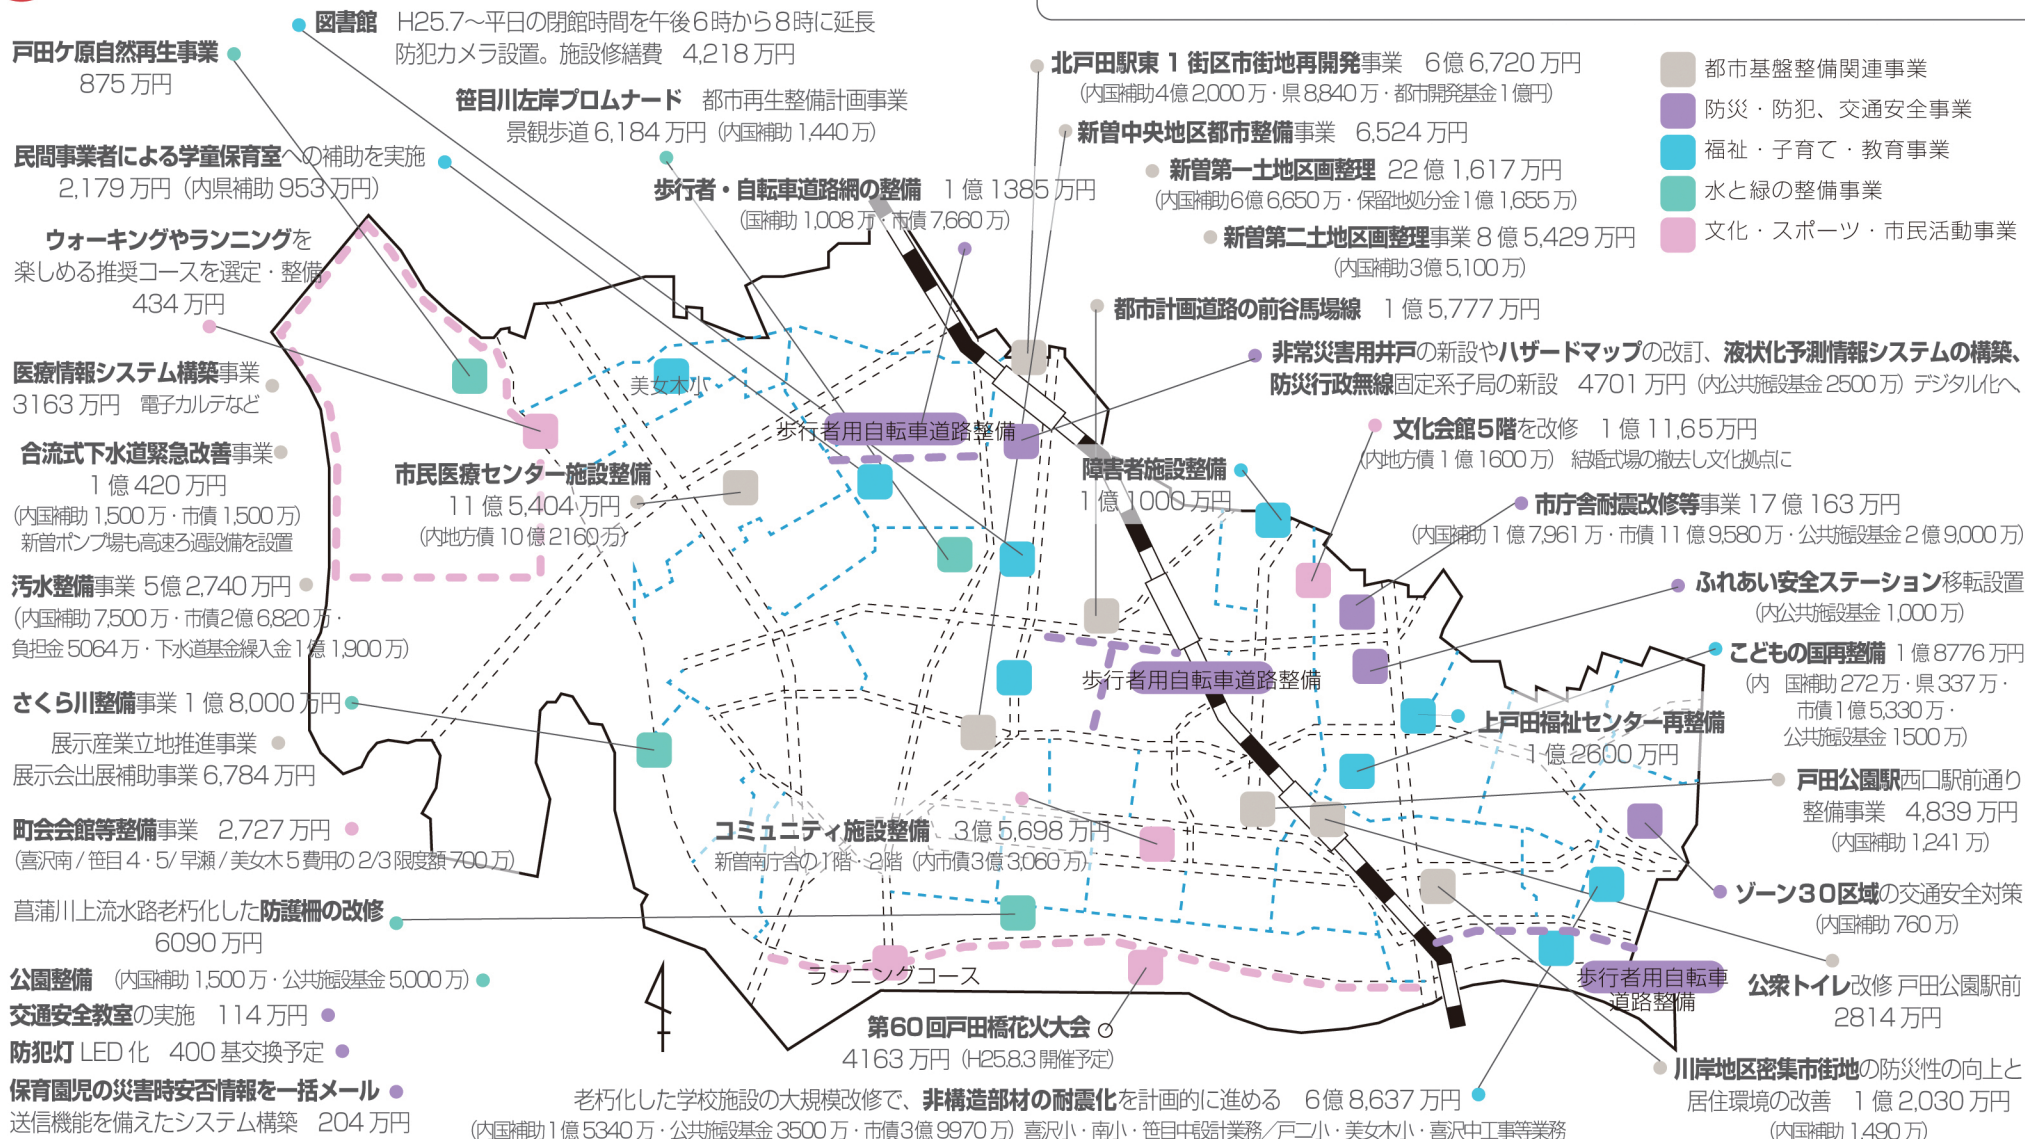 図書館　H25.7～平日の閉館時間を午後6時から8時に延長
防犯カメラ設置。施設修繕費　4,218万円
戸田ケ原自然再生事業
875万円
笹目川左岸プロムナード　都市再生整備計画事業
景観歩道 6,184万円（内国補助 1,440万）
民間事業者による学童保育室への補助を実施
2,179万円（内県補助 953万円）
歩行者・自転車道路網の整備　1億1385万円
（国補助 1,008万・市債 7,660万）
ウォーキングやランニングを
楽しめる推奨コースを選定・整備
434万円
医療情報システム構築事業
3163万円　電子カルテなど
合流式下水道緊急改善事業
1億420万円
（内国補助 1,500万・市債 1,500万）
新曽ポンプ場も高速ろ過設備を設置
汚水整備事業 5億2,740万円
（内国補助 7,500万・市債2億6,820万・
負担金5064万・下水道基金繰入金1億1,900万）
さくら川整備事業 1億8,000万円
展示産業立地推進事業
展示会出展補助事業 6,784万円
町会会館等整備事業　2,727万円
（喜沢南 / 笹目4・5/ 早瀬 / 美女木5 費用の 2/3 限度額 700万）
菖蒲川上流水路老朽化した防護柵の改修
6090万円
公園整備　（内国補助 1,500万・公共施設基金 5,000万）
交通安全教室の実施　114万円
防犯灯 LED化　400基交換予定
保育園児の災害時安否情報を一括メール
送信機能を備えたシステム構築　204万円
北戸田駅東1街区市街地再開発事業　6億6,720万円
（内国補助4億2,000万・県 8,840万・都市開発基金 1億円）
新曽中央地区都市整備事業　6,524万円
新曽第一土地区画整理　22億1,617万円
（内国補助6億6,650万・保留地処分金1億1,655万）
新曽第二土地区画整理事業 8億5,429万円
（内国補助3億5,100万）
都市計画道路の前谷馬場線　1億5,777万円
都市基盤整備関連事業
防災・防犯、交通安全事業
福祉・子育て・教育事業
水と緑の整備事業
文化・スポーツ・市民活動事業
非常災害用井戸の新設やハザードマップの改訂、液状化予測情報システムの構築、
防災行政無線固定系子局の新設　4701万円（内公共施設基金 2500万）デジタル化へ、
文化会館5階を改修　1億11,65万円
（内地方債1億1600万）　結婚式場の撤去し文化拠点に
美女木小
歩行者用自転車道路整備
市民医療センター施設整備
11億5,404万円
（内地方債 10億2160万）
障害者施設整備
1億1000万円
市庁舎耐震改修等事業 17億163万円
（内国補助 1億7,961万・市債 11億9,580万・公共施設基金 2億9,000万）
ふれあい安全ステーション移転設置
（内公共施設基金 1,000万）
こどもの国再整備　1億8776万円
（内　国補助 272万・県 337万・
市債1億5,330万・
公共施設基金 1500万）
歩行者用自転車道路整備
上戸田福祉センター再整備
1億2600万円
戸田公園駅西口駅前通り
整備事業　4,839万円
（内国補助 1,241万）
コミュニティ施設整備　3億5,698万円
新曽南庁舎の1階・2階（内市債3億3,060万）
ゾーン30区域の交通安全対策
（内国補助 760万）
ランニングコース
歩行者用自転車
道路整備
公衆トイレ改修 戸田公園駅前
2814万円
第60回戸田橋花火大会
4163万円（H25.8.3 開催予定）
川岸地区密集市街地の防災性の向上と
居住環境の改善　1億2,030万円
（内国補助 1,490万）
老朽化した学校施設の大規模改修で、非構造部材の耐震化を計画的に進める　6億8,637万円
（内国補助1億5340万・公共施設基金 3500万・市債3億9970万）喜沢小・南小・笹目中設計業務／戸二小・美女木小・喜沢中工事等業務